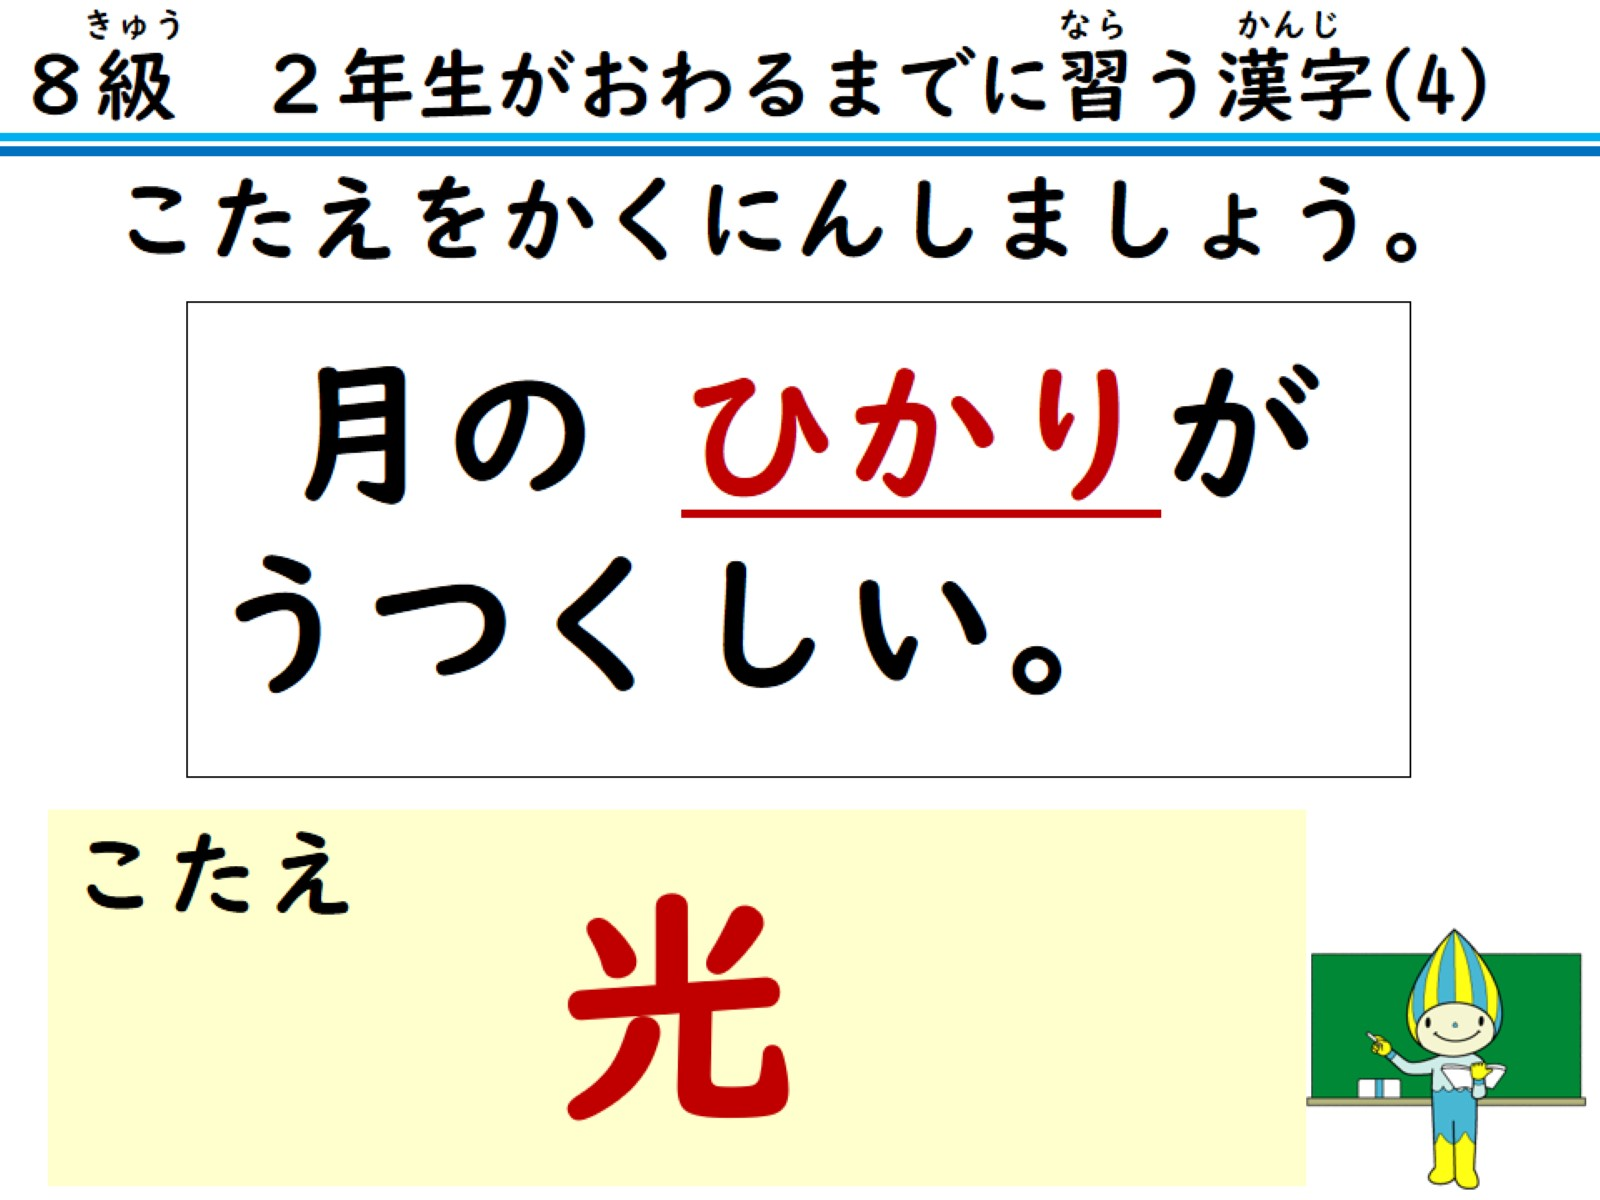 きゅう なら かんじ
8級 2年生がおわるまでに習う漢字(4)
こたえをかくにんしましょう。
月の ひかりが
うつくしい。
こたえ
光